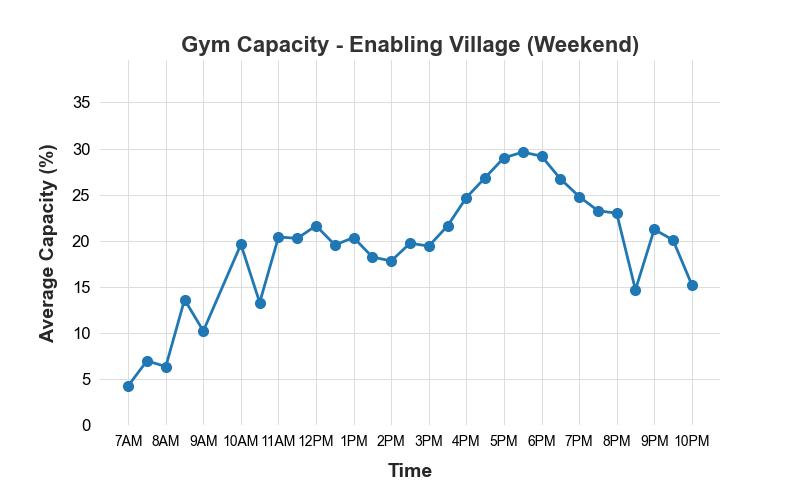 Gym Capacity - Enabling Village (Weekend)
Average Capacity (%)
35
30
25
20
15
10
5
0
7AM 8AM 9AM 10AM 11AM 12PM 1PM 2PM 3PM 4PM 5PM 6PM 7PM 8PM 9PM 10PM
Time